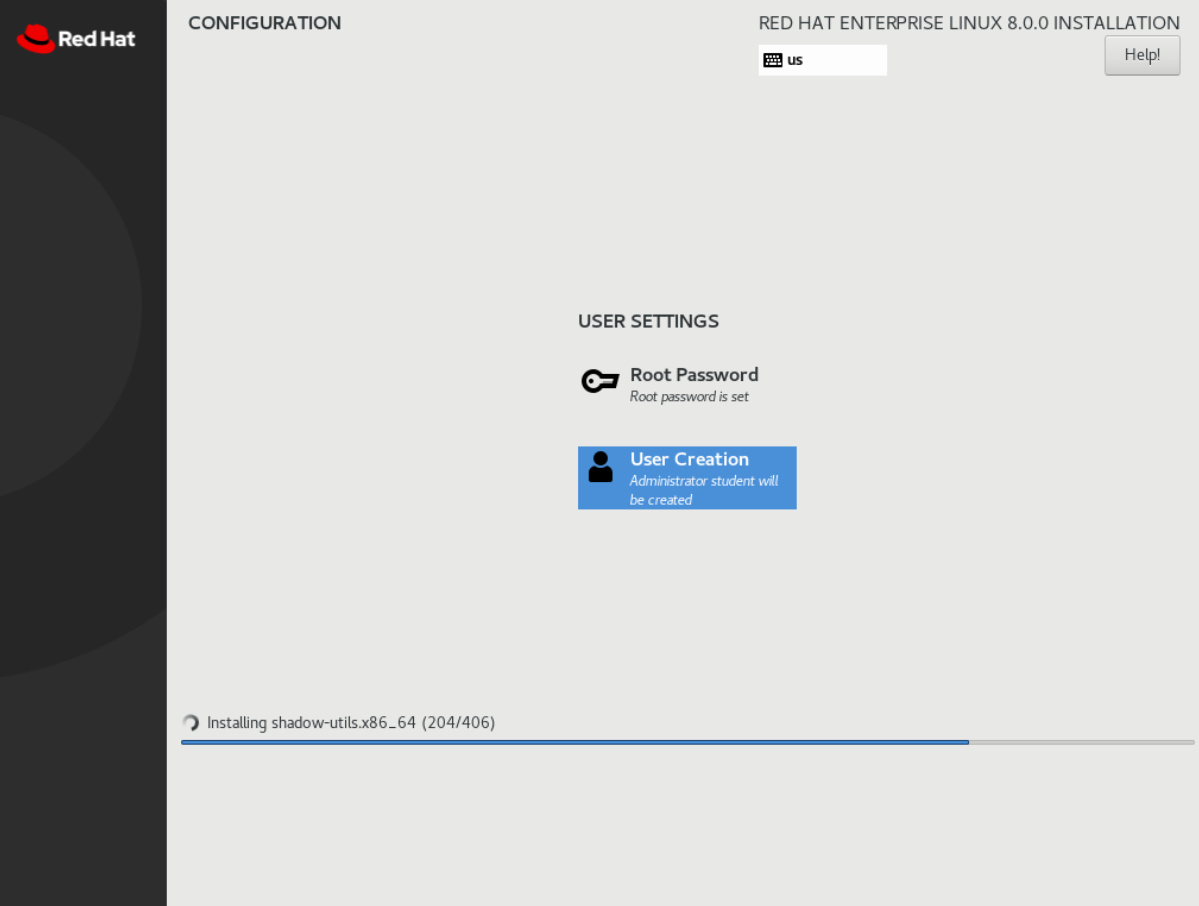 Red Hat
CONFIGURATION
RED HAT ENTERPRISE LINUX 8.0.0 INSTALLATION
us
Help!
USER SETTINGS
Root Password
Root password is set
User Creation
Administrator student will
be created
Installing shadow-utils.x86_64 (204/406)